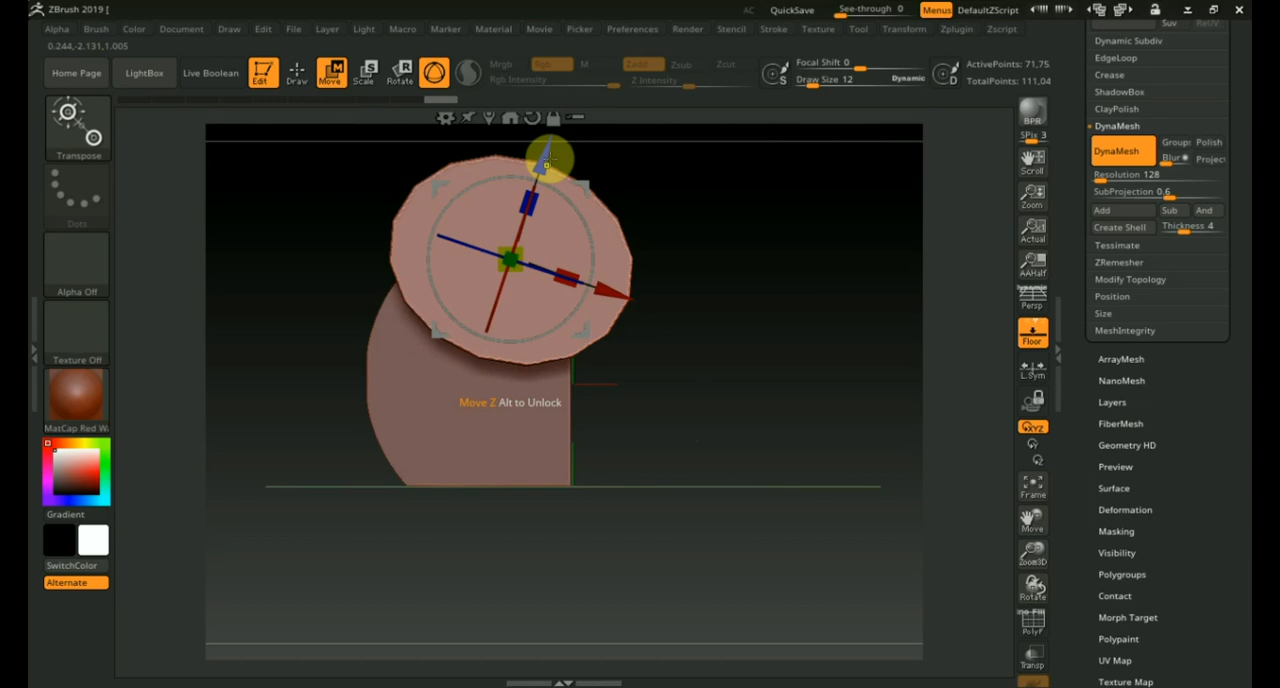 ZBrush 2019 [
AC QuickSave See-through 0 Menus DefaultZScript
Alpha Brush Color Document Draw Edit File Layer Light Macro Marker Material Movie Picker Preferences Render Stencil Stroke Texture Tool Transform Zplugin Zscript
0.244,-2.131,1.005
Home Page LightBox Live Boolean Edit Draw Move Scale Rotate
Mrgb Rgb M Zadd Zsub Zcut
Rgb Intensity Z Intensity
Focal Shift 0
Draw Size 12 Dynamic
ActivePoints: 71,75
TotalPoints: 111,04
Transpose
Dots
Alpha Off
Texture Off
MatCap Red Wa
Gradient
SwitchColor
Alternate
Move Z Alt to Unlock
BPR
SPix 3
Scroll
Zoom
Actual
AAHalf
Dynamic
Persp
Floor
L.Sym
XYZ
Frame
Move
Zoom3D
Rotate
PolyF
Transp
Suv ReUV
Dynamic Subdiv
EdgeLoop
Crease
ShadowBox
ClayPolish
DynaMesh
DynaMesh Groups Polish
Blur Project
Resolution 128
SubProjection 0.6
Add Sub And
Create Shell Thickness 4
Tessimate
ZRemesher
Modify Topology
Position
Size
MeshIntegrity
ArrayMesh
NanoMesh
Layers
FiberMesh
Geometry HD
Preview
Surface
Deformation
Masking
Visibility
Polygroups
Contact
Morph Target
Polypaint
UV Map
Texture Map